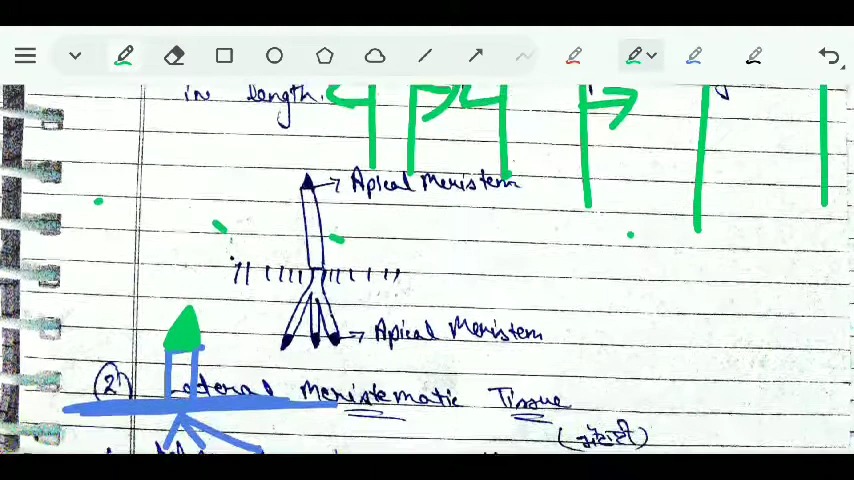 in length.
→ Apical Meristem
→ Apical Meristem
(2) Lateral Meristematic Tissue
(मोटाई)